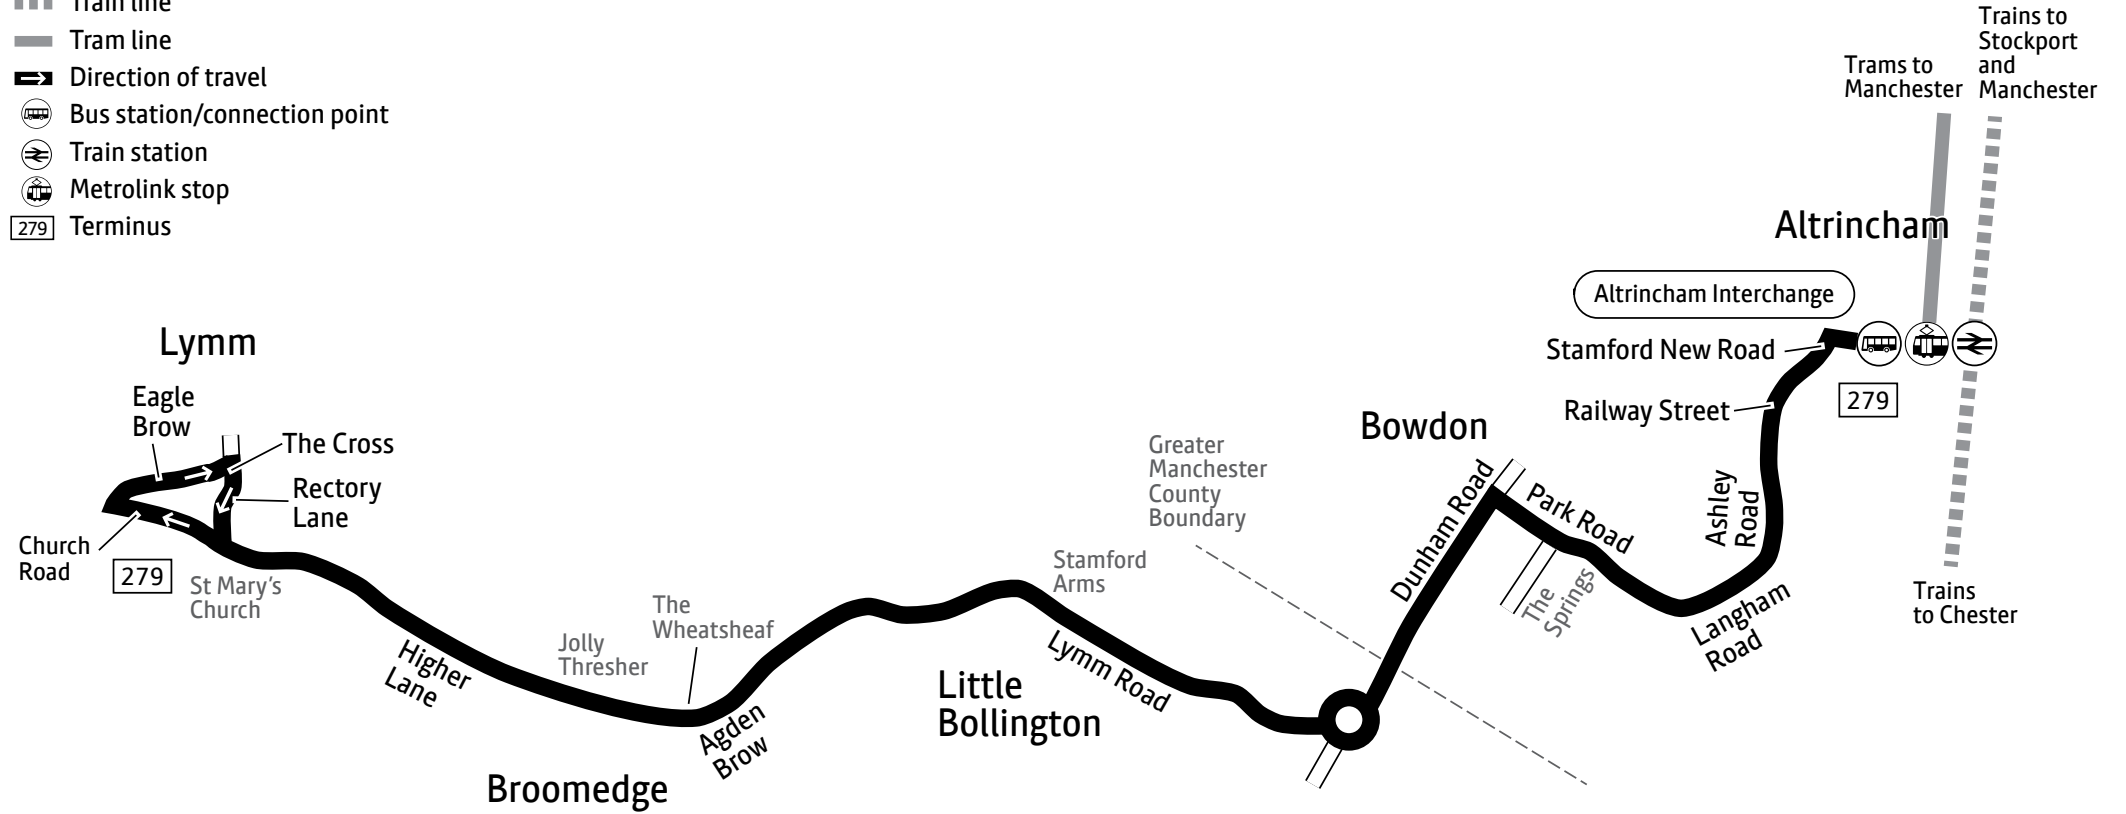 Train line
Tram line
Direction of travel
Bus station/connection point
Train station
Metrolink stop
279 Terminus
Trains to
Stockport
and
Manchester
Trams to
Manchester
Altrincham
Altrincham Interchange
Stamford New Road
Railway Street
279
Lymm
Eagle
Brow
The Cross
Rectory
Lane
Church
Road
279
St Mary's
Church
Higher
Lane
Jolly
Thresher
The
Wheatsheaf
Agden
Brow
Broomedge
Little
Bollington
Stamford
Arms
Lymm Road
Greater
Manchester
County
Boundary
Bowdon
Dunham Road
Park Road
The
Springs
Langham
Road
Ashley
Road
Trains
to Chester